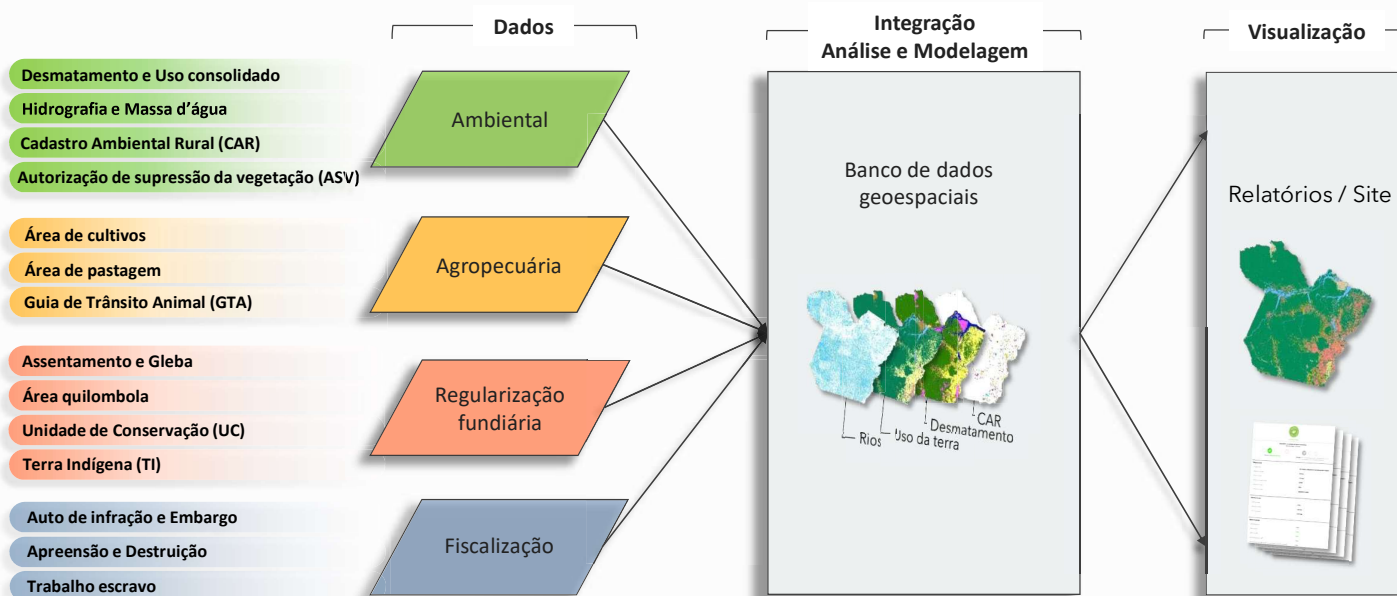 Dados
Integração
Análise e Modelagem
Visualização
Desmatamento e Uso consolidado
Hidrografia e Massa d'água
Cadastro Ambiental Rural (CAR)
Autorização de supressão da vegetação (ASV)
Ambiental
Área de cultivos
Área de pastagem
Guia de Trânsito Animal (GTA)
Agropecuária
Assentamento e Gleba
Área quilombola
Unidade de Conservação (UC)
Terra Indígena (TI)
Regularização
fundiária
Auto de infração e Embargo
Apreensão e Destruição
Trabalho escravo
Fiscalização
Banco de dados
geoespaciais
Rios
Uso da terra
Desmatamento
CAR
Relatórios / Site